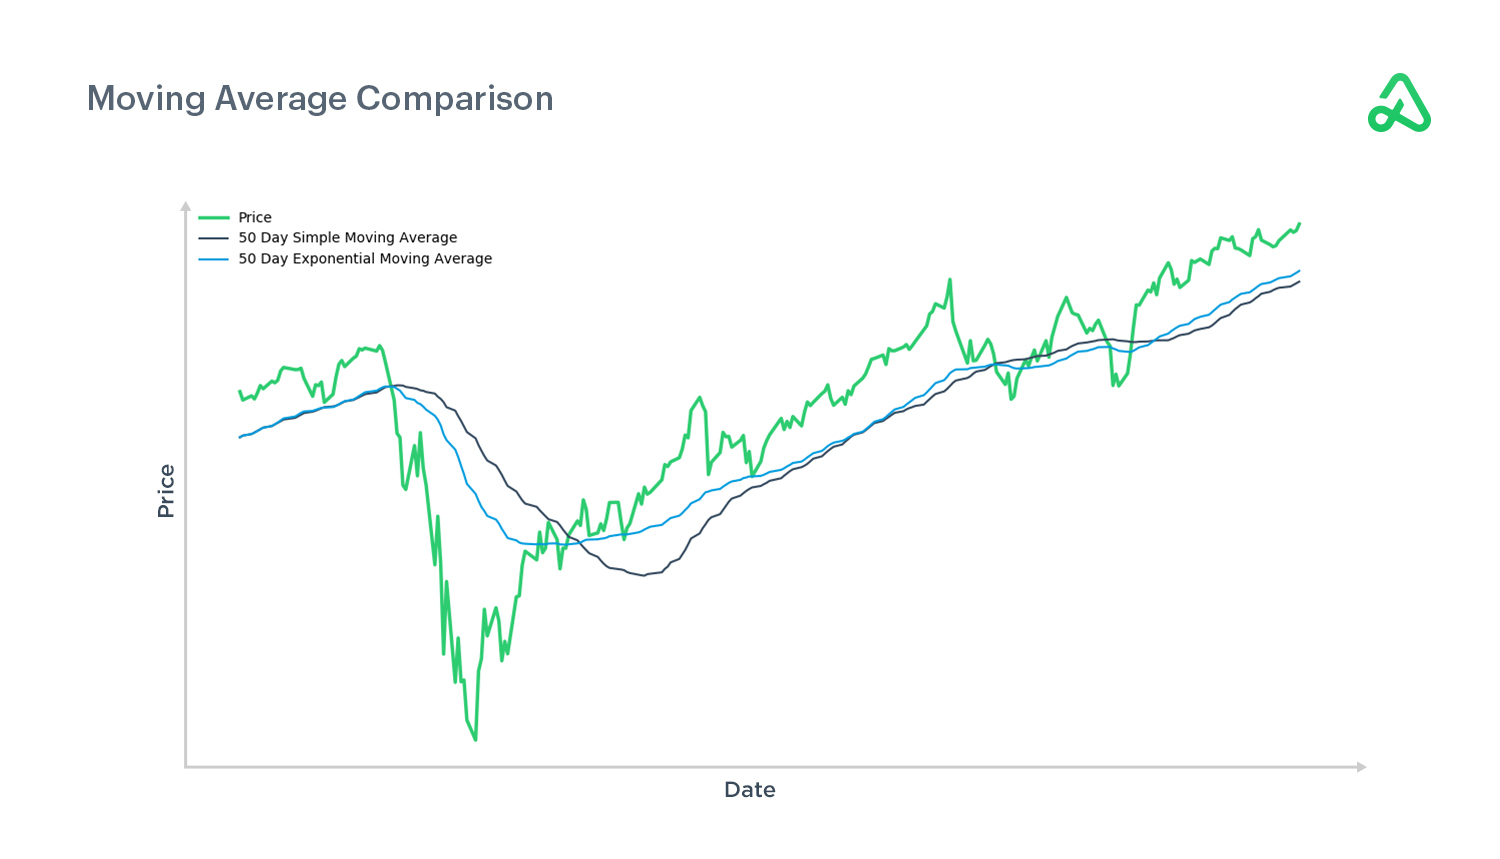 Moving Average Comparison
Price
50 Day Simple Moving Average
50 Day Exponential Moving Average
Price
Date